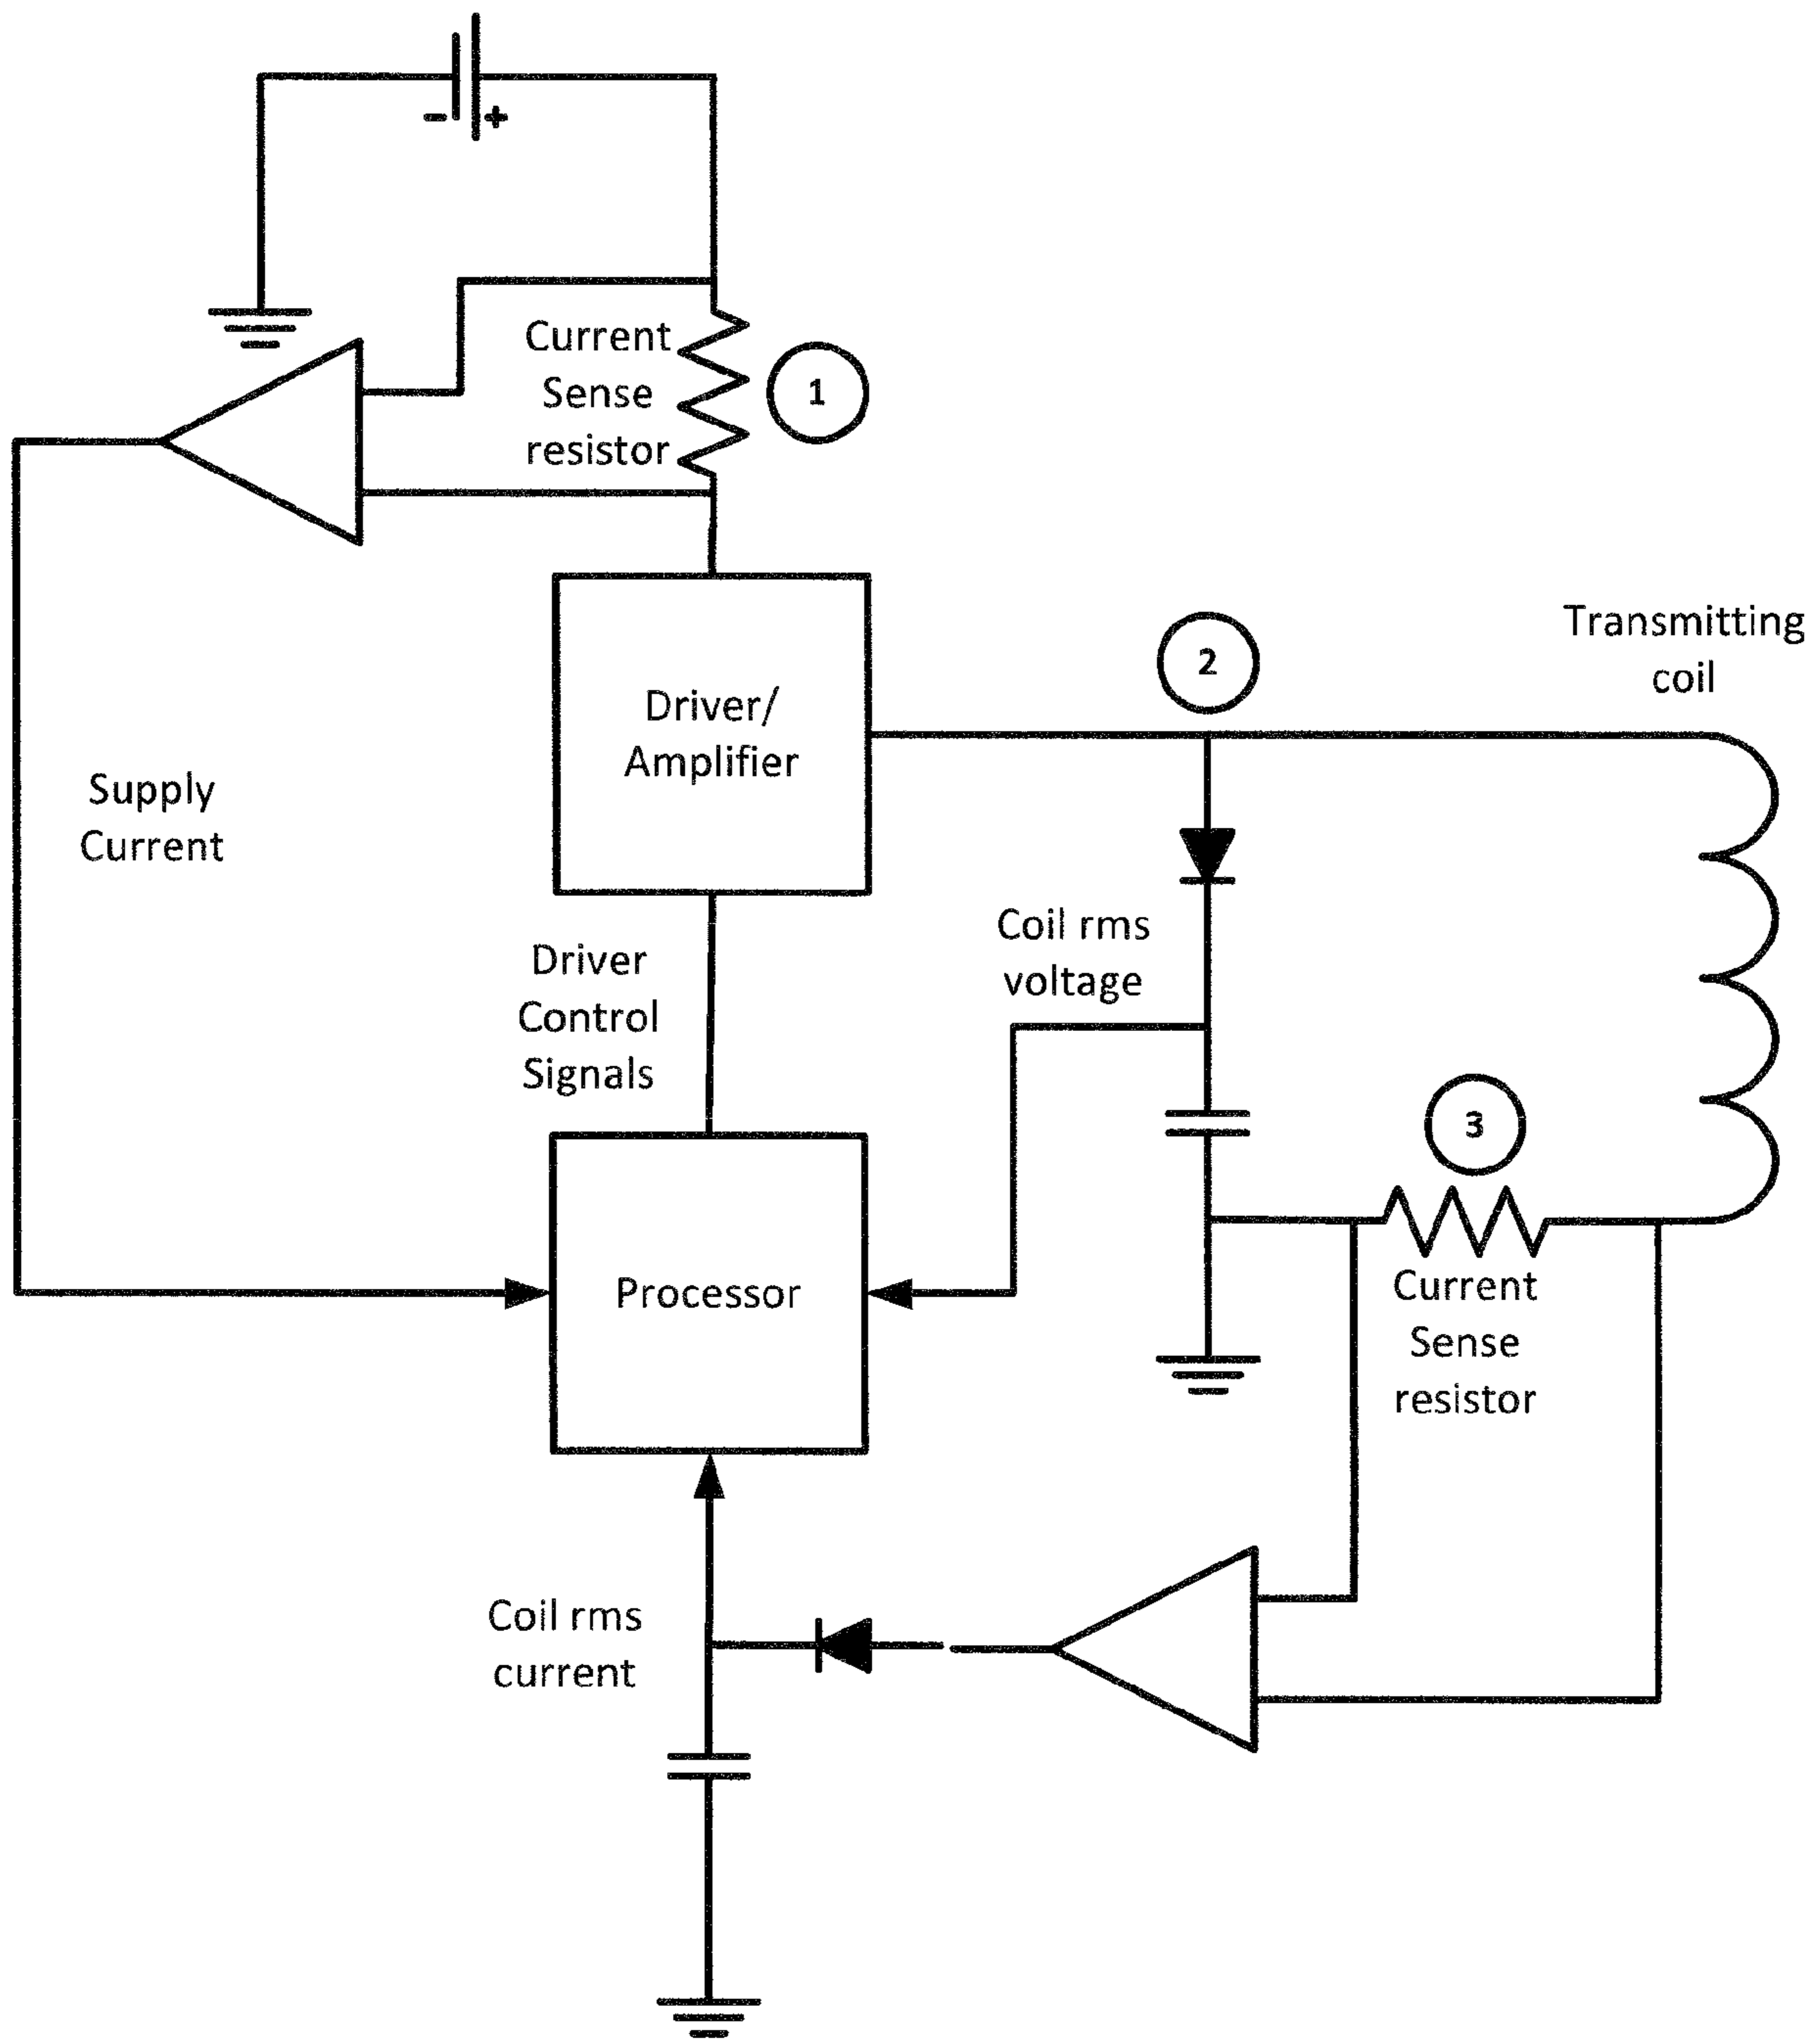 - +
Current
Sense
resistor
1
2
Transmitting
coil
Driver/
Amplifier
Supply
Current
Coil rms
voltage
Driver
Control
Signals
3
Processor
Current
Sense
resistor
Coil rms
current